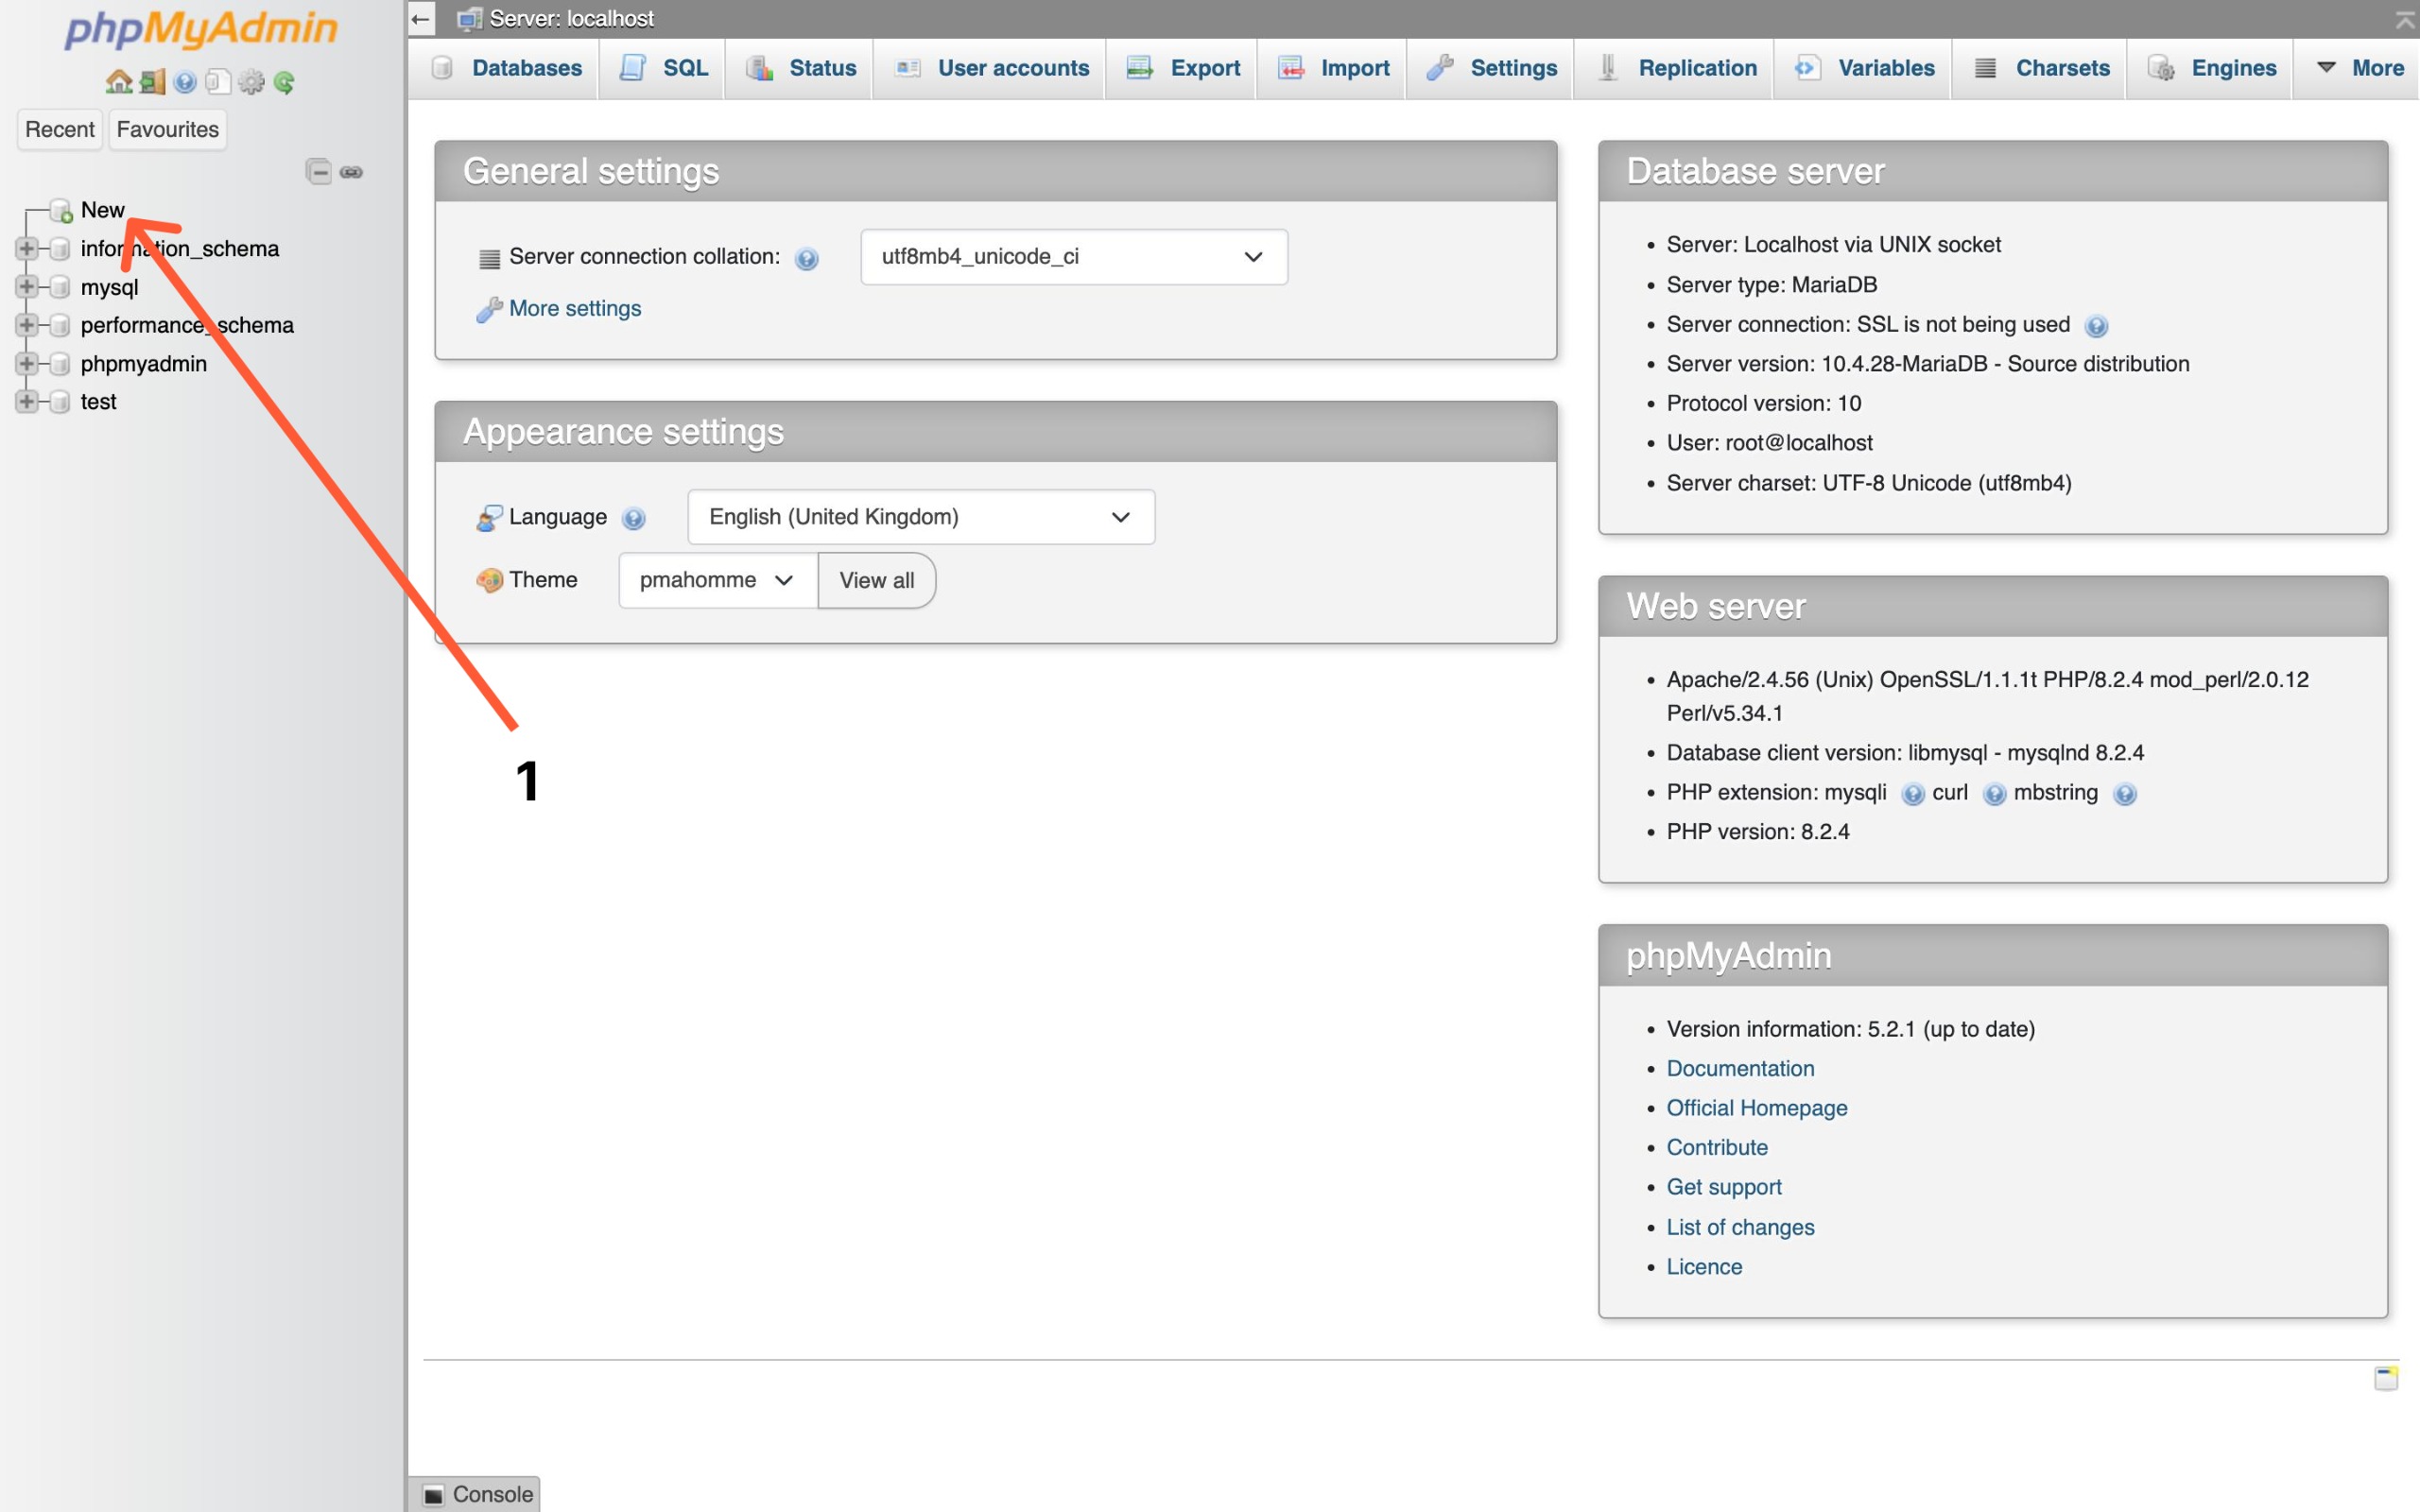 phpMyAdmin
Recent Favourites
New
information_schema
mysql
performance_schema
phpmyadmin
test
Server: localhost
Databases SQL Status User accounts Export Import Settings Replication Variables Charsets Engines More
General settings
Server connection collation: utf8mb4_unicode_ci
More settings
Appearance settings
Language English (United Kingdom)
Theme pmahomme View all
1
Database server
• Server: Localhost via UNIX socket
• Server type: MariaDB
• Server connection: SSL is not being used
• Server version: 10.4.28-MariaDB - Source distribution
• Protocol version: 10
• User: root@localhost
• Server charset: UTF-8 Unicode (utf8mb4)
Web server
• Apache/2.4.56 (Unix) OpenSSL/1.1.1t PHP/8.2.4 mod_perl/2.0.12
Perl/v5.34.1
• Database client version: libmysql - mysqlnd 8.2.4
• PHP extension: mysqli curl mbstring
• PHP version: 8.2.4
phpMyAdmin
• Version information: 5.2.1 (up to date)
• Documentation
• Official Homepage
• Contribute
• Get support
• List of changes
• Licence
Console